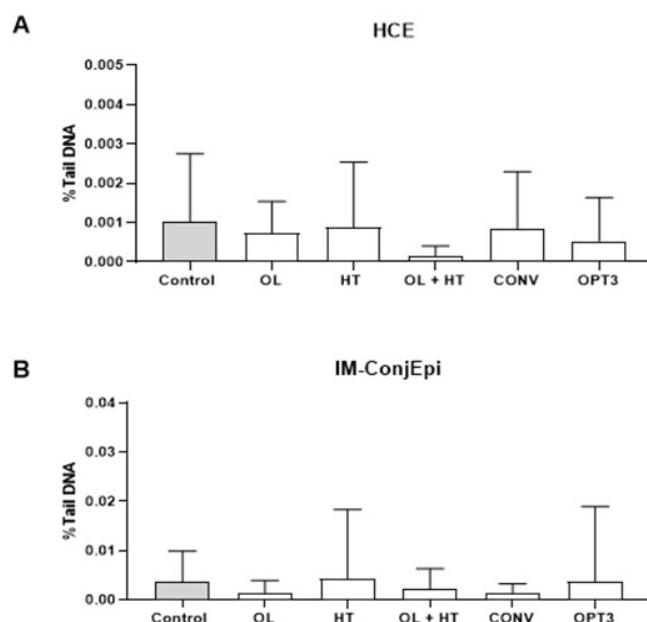 A
HCE
%Tail DNA
0.005
0.004
0.003
0.002
0.001
0.000
Control OL HT OL + HT CONV OPT3
B
IM-ConjEpi
%Tail DNA
0.04
0.03
0.02
0.01
0.00
Control OL HT OL + HT CONV OPT3